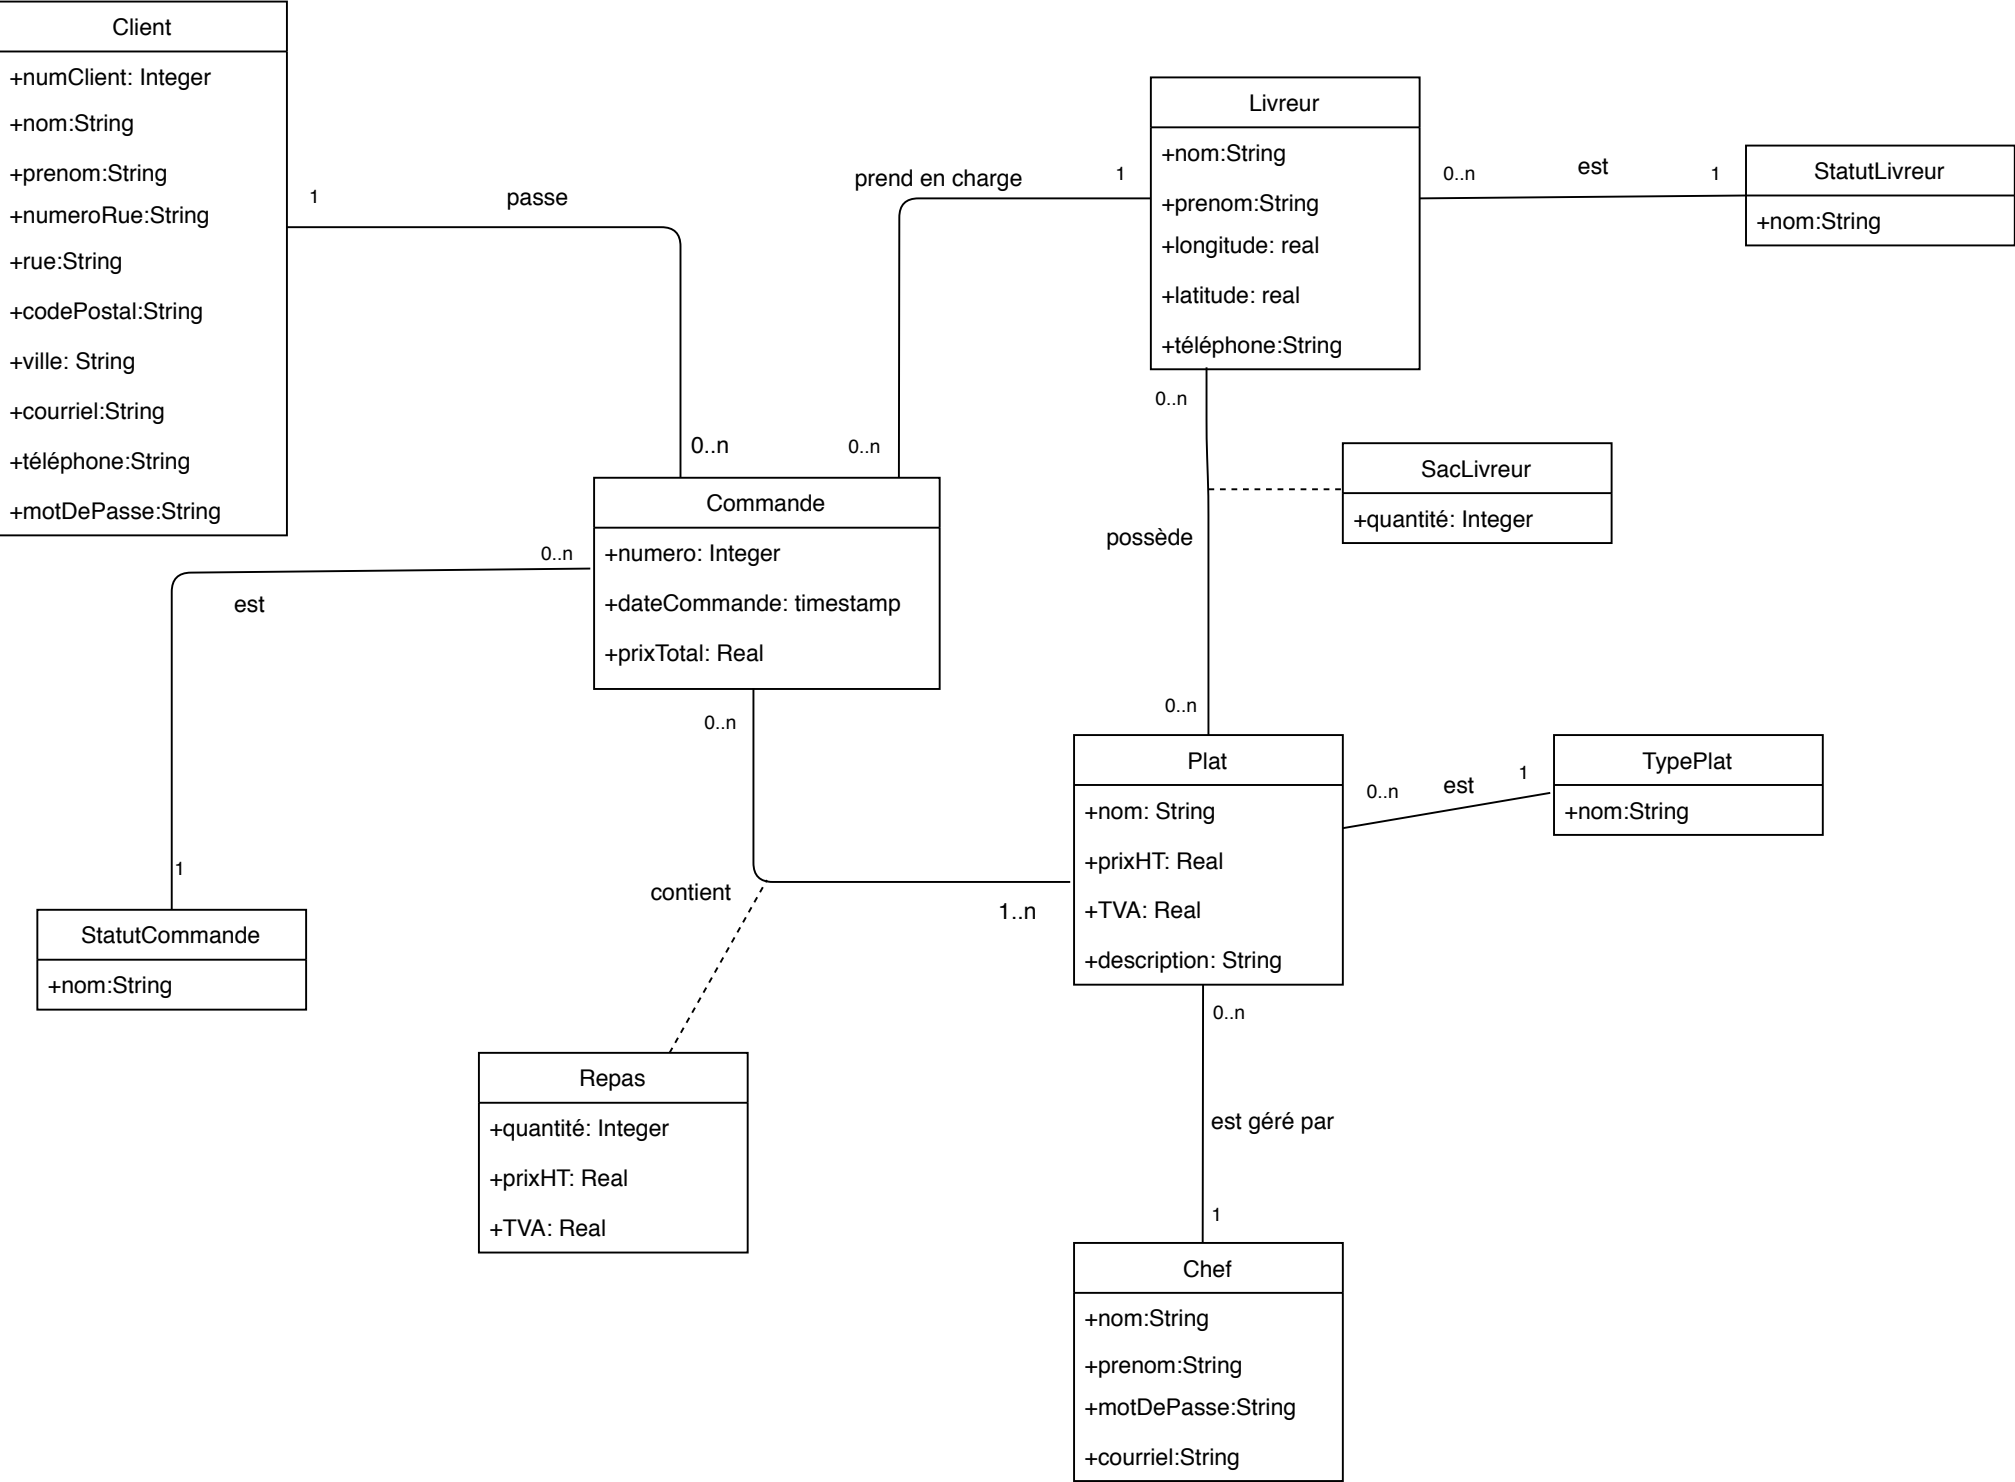 Client
+numClient: Integer
+nom:String
+prenom:String
+numeroRue:String
+rue:String
+codePostal:String
+ville: String
+courriel:String
+téléphone:String
+motDePasse:String
1
passe
0..n
prend en charge
1
0..n
Livreur
+nom:String
+prenom:String
+longitude: real
+latitude: real
+téléphone:String
0..n
est
1
StatutLivreur
+nom:String
0..n
SacLivreur
+quantité: Integer
possède
0..n
Commande
+numero: Integer
+dateCommande: timestamp
+prixTotal: Real
0..n
est
1
StatutCommande
+nom:String
0..n
contient
1..n
Repas
+quantité: Integer
+prixHT: Real
+TVA: Real
Plat
+nom: String
+prixHT: Real
+TVA: Real
+description: String
0..n
est
1
TypePlat
+nom:String
0..n
est géré par
1
Chef
+nom:String
+prenom:String
+motDePasse:String
+courriel:String